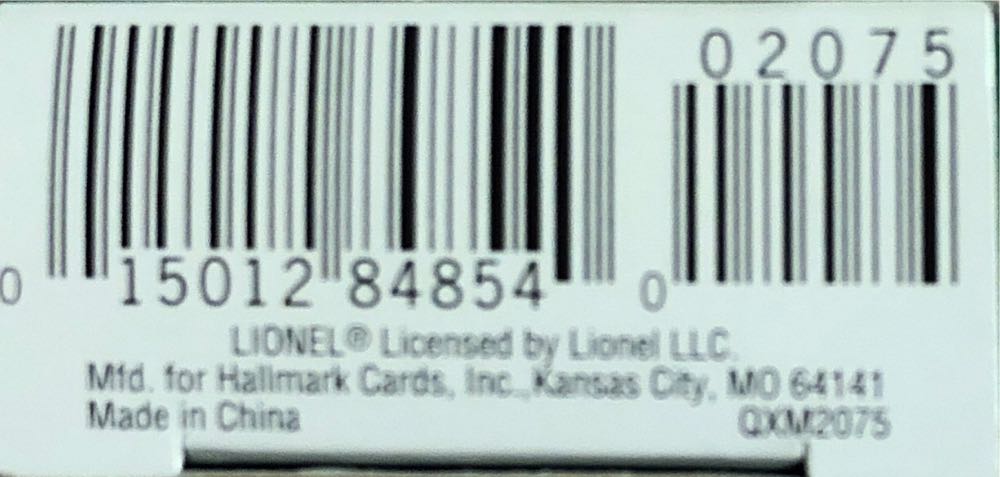 02075
0 15012 84854 0
LIONEL® Licensed by Lionel LLC.
Mfd. for Hallmark Cards, Inc., Kansas City, MO 64141
Made in China QXM2075